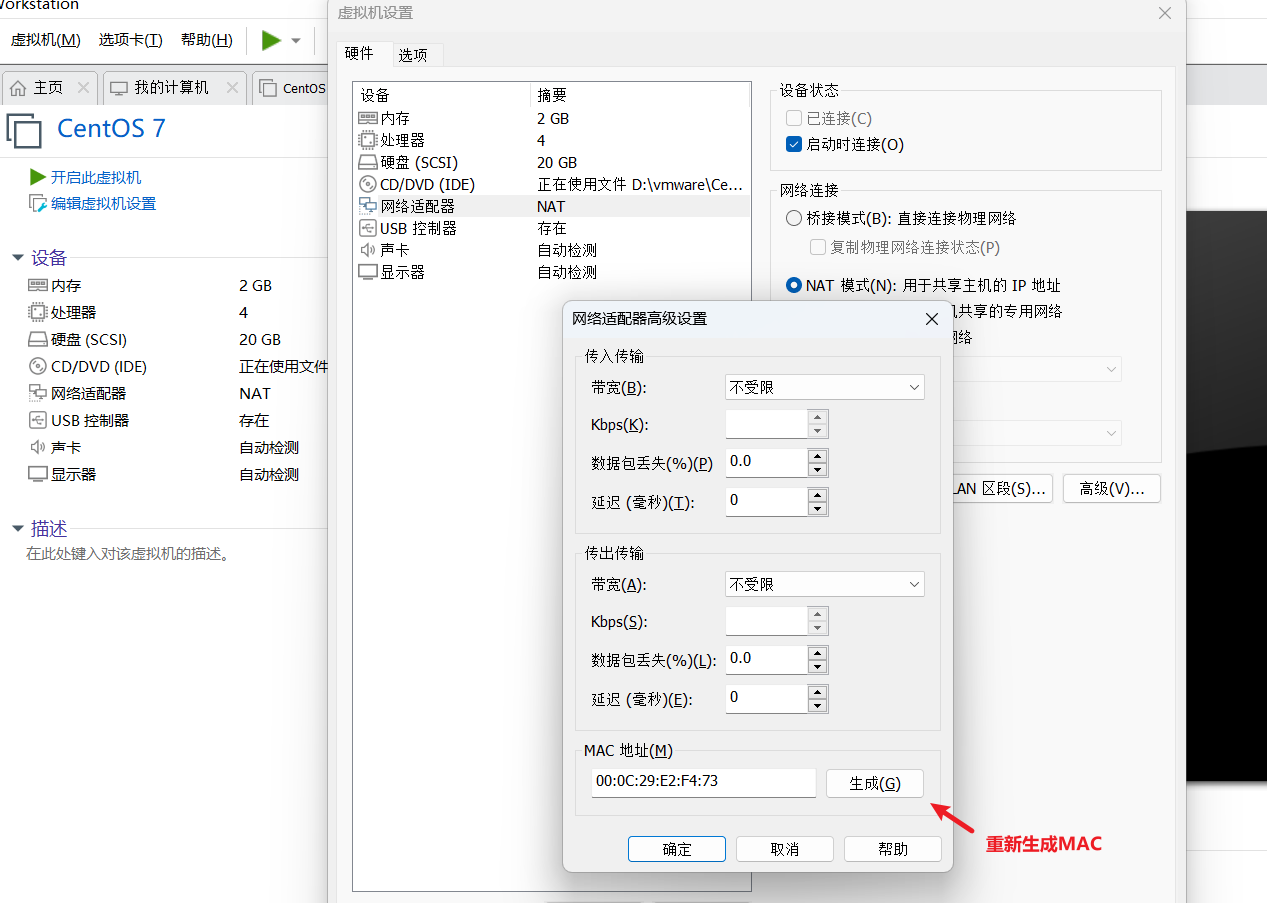 Workstation
虚拟机(M) 选项卡(T) 帮助(H)
主页 我的计算机 CentOS
CentOS 7
开启此虚拟机
编辑虚拟机设置
设备
内存 2 GB
处理器 4
硬盘 (SCSI) 20 GB
CD/DVD (IDE) 正在使用文件
网络适配器 NAT
USB 控制器 存在
声卡 自动检测
显示器 自动检测
描述
在此处键入对该虚拟机的描述。
虚拟机设置
硬件 选项
设备 摘要
内存 2 GB
处理器 4
硬盘 (SCSI) 20 GB
CD/DVD (IDE) 正在使用文件 D:\vmware\Ce...
网络适配器 NAT
USB 控制器 存在
声卡 自动检测
显示器 自动检测
设备状态
已连接(C)
启动时连接(O)
网络连接
桥接模式(B): 直接连接物理网络
复制物理网络连接状态(P)
NAT 模式(N): 用于共享主机的 IP 地址
机共享的专用网络
网络
LAN 区段(S)... 高级(V)...
网络适配器高级设置
传入传输
带宽(B): 不受限
Kbps(K):
数据包丢失(%)(P) 0.0
延迟 (毫秒)(T): 0
传出传输
带宽(A): 不受限
Kbps(S):
数据包丢失(%)(L): 0.0
延迟 (毫秒)(E): 0
MAC 地址(M)
00:0C:29:E2:F4:73 生成(G)
确定 取消 帮助
重新生成MAC